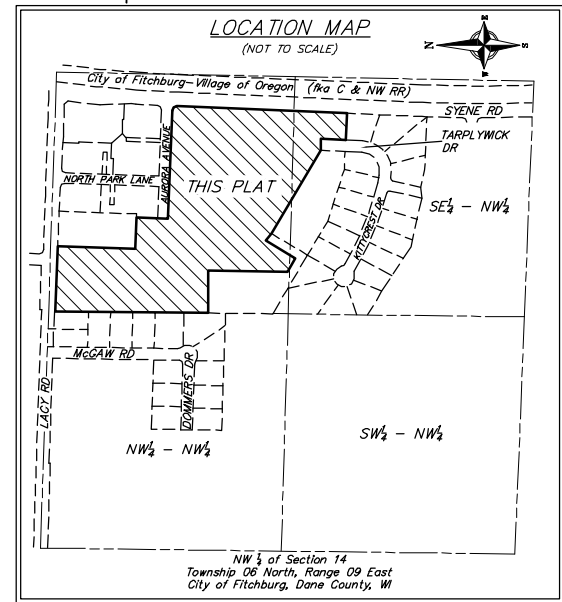 LOCATION MAP
(NOT TO SCALE)
E
N
S
W
City of Fitchburg-Village of Oregon (fka C & NW RR)
SYENE RD
TARPLYWICK
DR
AURORA AVENUE
NORTH PARK LANE
THIS PLAT
SE¼ - NW¼
KITTYCREST DR
McGAW RD
DOMMERS DR
LACY RD
NW¼ - NW¼
SW¼ - NW¼
NW ¼ of Section 14
Township 06 North, Range 09 East
City of Fitchburg, Dane County, WI